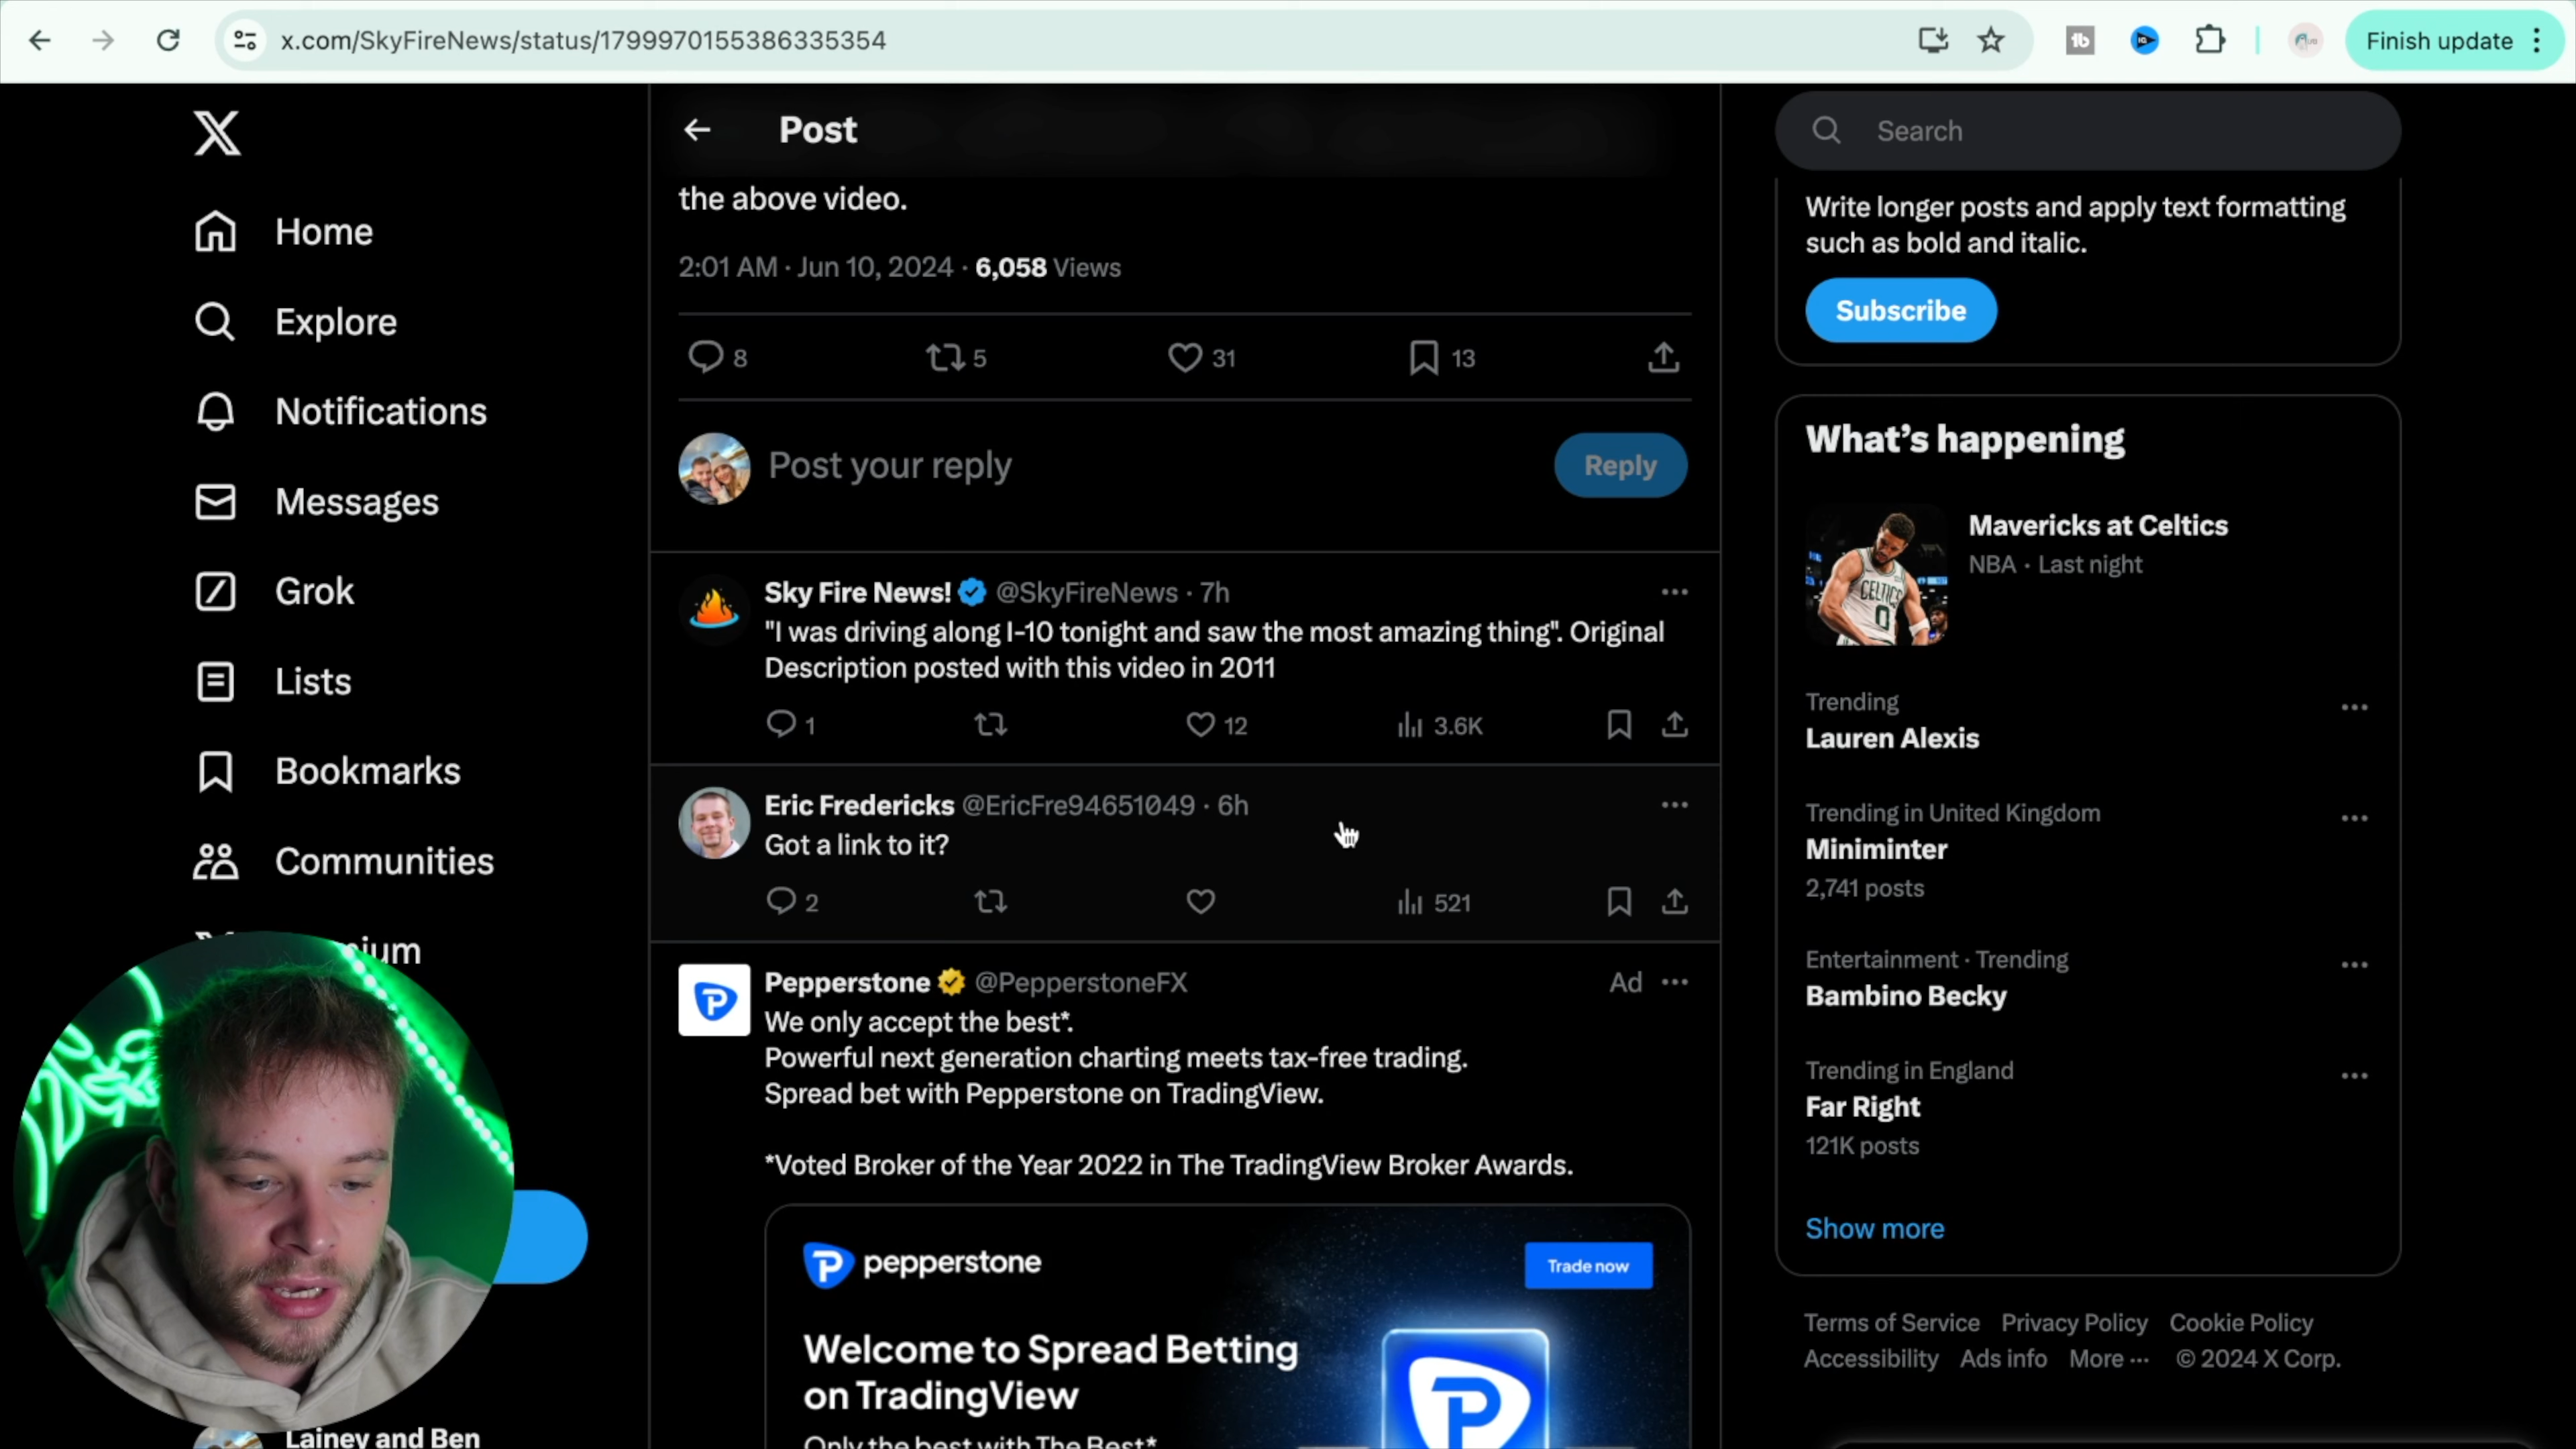 x.com/SkyFireNews/status/1799970155386335354
Finish update
Home
Explore
Notifications
Messages
Grok
Lists
Bookmarks
Communities
Lainey and Ben
Post
the above video.
2:01 AM · Jun 10, 2024 · 6,058 Views
8 5 31 13
Post your reply
Reply
Sky Fire News! @SkyFireNews · 7h
"I was driving along I-10 tonight and saw the most amazing thing". Original
Description posted with this video in 2011
1 12 3.6K
Eric Fredericks @EricFre94651049 · 6h
Got a link to it?
2 521
Pepperstone @PepperstoneFX Ad
We only accept the best*.
Powerful next generation charting meets tax-free trading.
Spread bet with Pepperstone on TradingView.
*Voted Broker of the Year 2022 in The TradingView Broker Awards.
pepperstone
Trade now
Welcome to Spread Betting
on TradingView
Only the best with The Best*
Search
Write longer posts and apply text formatting
such as bold and italic.
Subscribe
What's happening
Mavericks at Celtics
NBA · Last night
CELTICS
0
Trending
Lauren Alexis
Trending in United Kingdom
Miniminter
2,741 posts
Entertainment · Trending
Bambino Becky
Trending in England
Far Right
121K posts
Show more
Terms of Service Privacy Policy Cookie Policy
Accessibility Ads info More ··· © 2024 X Corp.